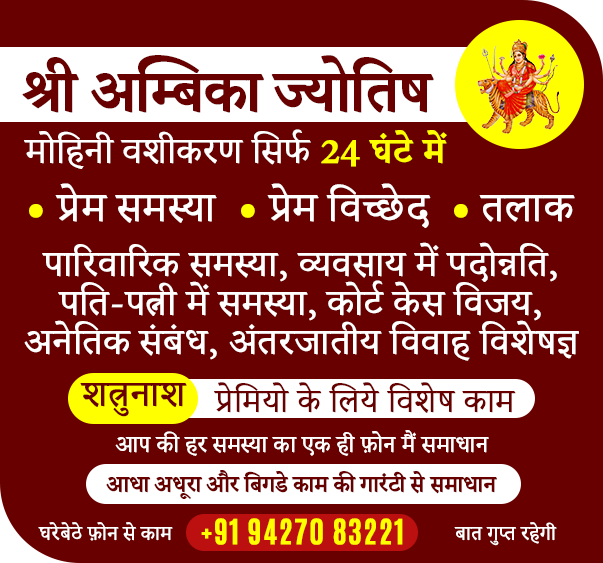 श्री अम्बिका ज्योतिष
मोहिनी वशीकरण सिर्फ 24 घंटे में
• प्रेम समस्या • प्रेम विच्छेद • तलाक
पारिवारिक समस्या, व्यवसाय में पदोन्नति,
पति-पत्नी में समस्या, कोर्ट केस विजय,
अनेतिक संबंध, अंतरजातीय विवाह विशेषज्ञ
शत्रुनाश प्रेमियो के लिये विशेष काम
आप की हर समस्या का एक ही फ़ोन मैं समाधान
आधा अधूरा और बिगडे काम की गारंटी से समाधान
घरेबेठे फ़ोन से काम +91 94270 83221 बात गुप्त रहेगी